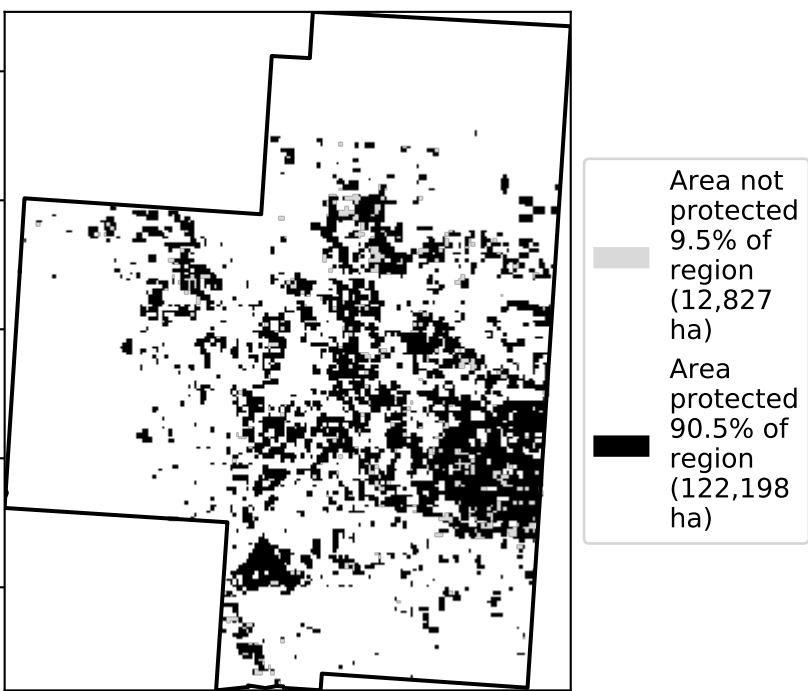 Area not
protected
9.5% of
region
(12,827
ha)
Area
protected
90.5% of
region
(122,198
ha)